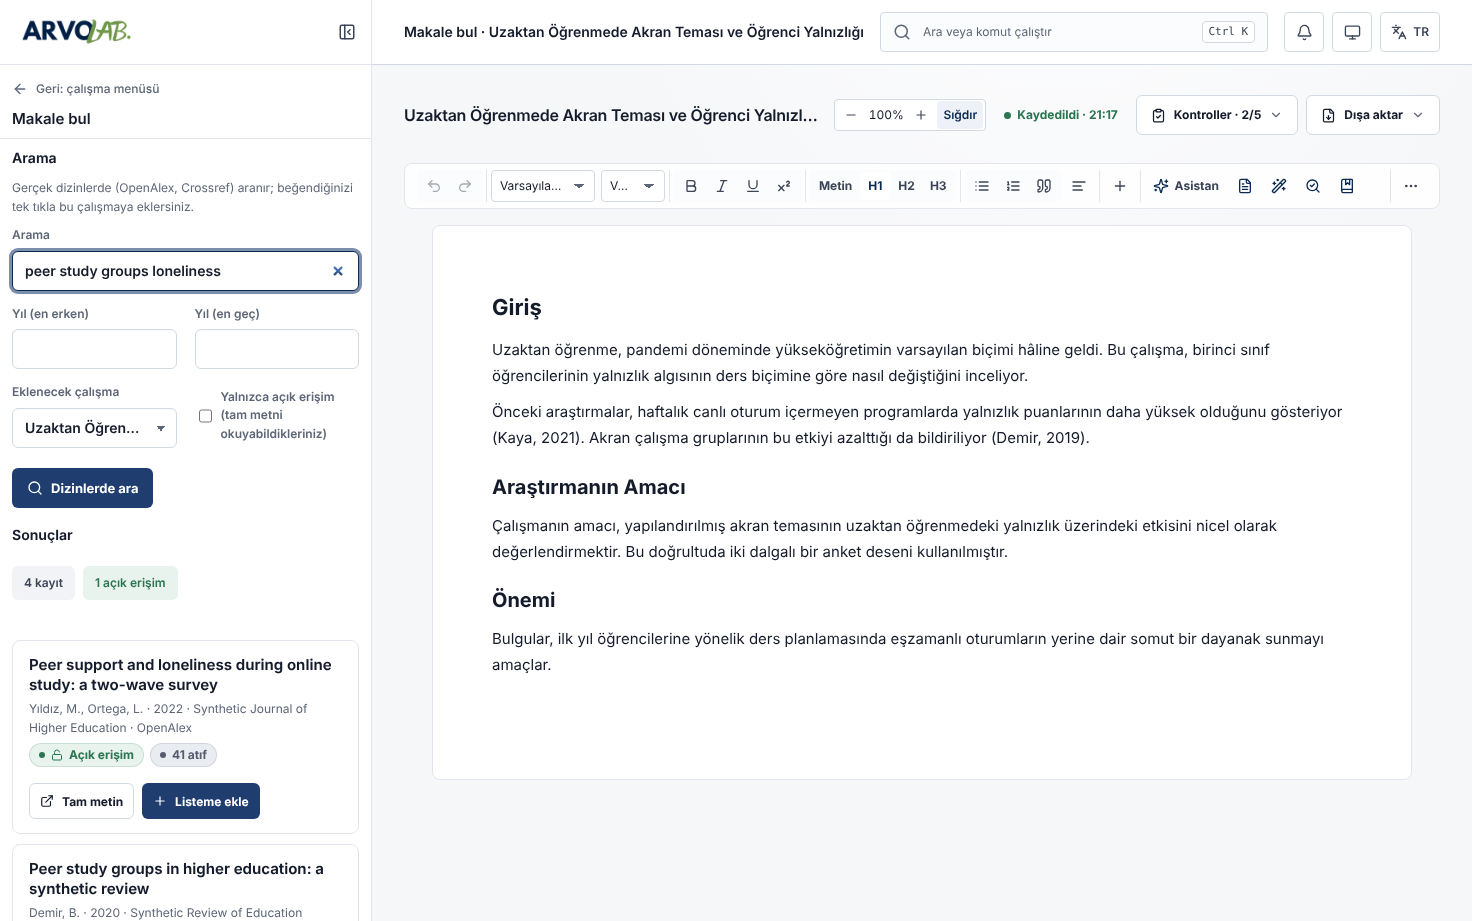 ARVOLAB.
Geri: çalışma menüsü
Makale bul
Arama
Gerçek dizinlerde (OpenAlex, Crossref) aranır; beğendiğinizi
tek tıkla bu çalışmaya eklersiniz.
Arama
peer study groups loneliness
Yıl (en erken)
Yıl (en geç)
Eklenecek çalışma
Uzaktan Öğren...
Yalnızca açık erişim
(tam metni
okuyabildikleriniz)
Dizinlerde ara
Sonuçlar
4 kayıt
1 açık erişim
Peer support and loneliness during online
study: a two-wave survey
Yıldız, M., Ortega, L. · 2022 · Synthetic Journal of
Higher Education · OpenAlex
Açık erişim
41 atıf
Tam metin
Listeme ekle
Peer study groups in higher education: a
synthetic review
Demir, B. · 2020 · Synthetic Review of Education
Makale bul · Uzaktan Öğrenmede Akran Teması ve Öğrenci Yalnızlığı
Ara veya komut çalıştır
Ctrl K
TR
Uzaktan Öğrenmede Akran Teması ve Öğrenci Yalnızl...
100%
Sığdır
Kaydedildi · 21:17
Kontroller · 2/5
Dışa aktar
Varsayıla...
V...
B I U x²
Metin H1 H2 H3
Asistan
Giriş
Uzaktan öğrenme, pandemi döneminde yükseköğretimin varsayılan biçimi hâline geldi. Bu çalışma, birinci sınıf
öğrencilerinin yalnızlık algısının ders biçimine göre nasıl değiştiğini inceliyor.
Önceki araştırmalar, haftalık canlı oturum içermeyen programlarda yalnızlık puanlarının daha yüksek olduğunu gösteriyor
(Kaya, 2021). Akran çalışma gruplarının bu etkiyi azalttığı da bildiriliyor (Demir, 2019).
Araştırmanın Amacı
Çalışmanın amacı, yapılandırılmış akran temasının uzaktan öğrenmedeki yalnızlık üzerindeki etkisini nicel olarak
değerlendirmektir. Bu doğrultuda iki dalgalı bir anket deseni kullanılmıştır.
Önemi
Bulgular, ilk yıl öğrencilerine yönelik ders planlamasında eşzamanlı oturumların yerine dair somut bir dayanak sunmayı
amaçlar.